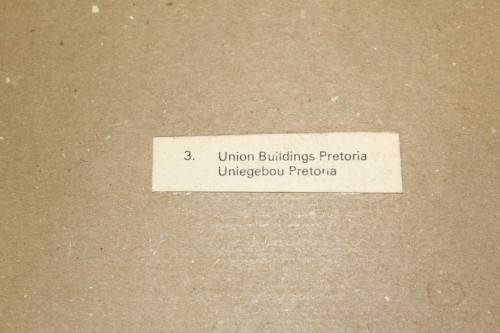 3. Union Buildings Pretoria
Uniegebou Pretoria